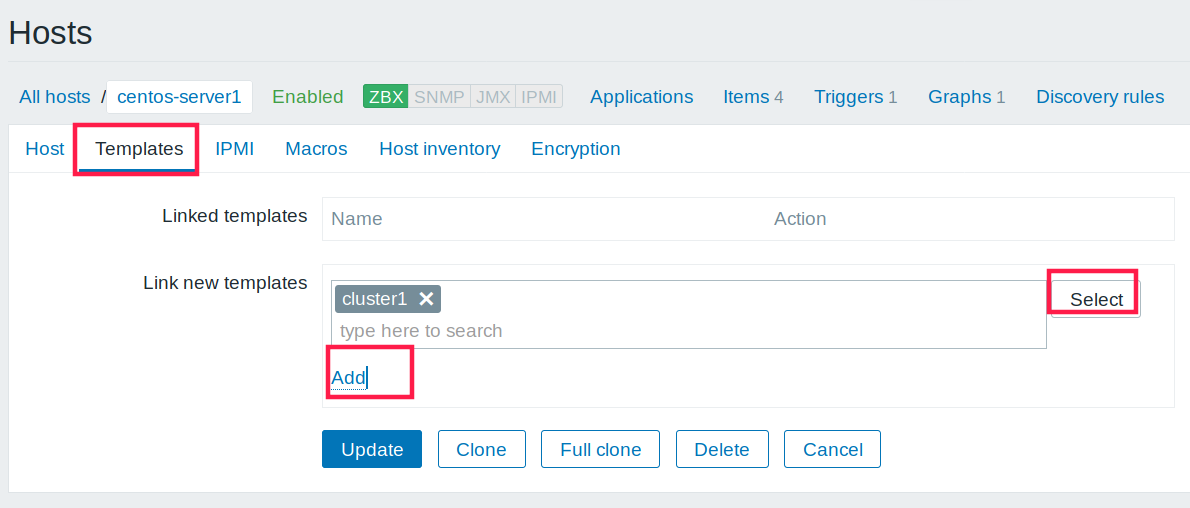 Hosts
All hosts / centos-server1 Enabled ZBX SNMP JMX IPMI Applications Items 4 Triggers 1 Graphs 1 Discovery rules
Host Templates IPMI Macros Host inventory Encryption
Linked templates Name Action
Link new templates cluster1 ✕ Select
type here to search
Add
Update Clone Full clone Delete Cancel